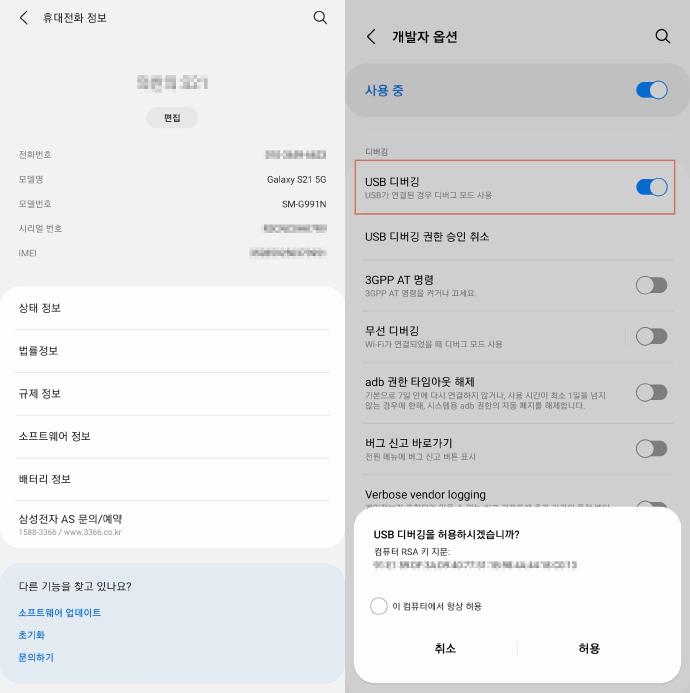 휴대전화 정보
편집
전화번호
모델명 Galaxy S21 5G
모델번호 SM-G991N
시리얼 번호
IMEI
상태 정보
법률정보
규제 정보
소프트웨어 정보
배터리 정보
삼성전자 AS 문의/예약
1588-3366 / www.3366.co.kr
다른 기능을 찾고 있나요?
소프트웨어 업데이트
초기화
문의하기
개발자 옵션
사용 중
디버깅
USB 디버깅
USB가 연결된 경우 디버그 모드 사용
USB 디버깅 권한 승인 취소
3GPP AT 명령
3GPP AT 명령을 켜거나 끄세요.
무선 디버깅
Wi-Fi가 연결되었을 때 디버그 모드 사용
adb 권한 타임아웃 해제
기본으로 7일 안에 다시 연결하지 않거나, 사용 시간이 최소 1일을 넘지
않는 경우에 한해, 시스템용 adb 권한의 자동 폐지를 해제합니다.
버그 신고 바로가기
전원 메뉴에 버그 신고 버튼 표시
Verbose vendor logging
USB 디버깅을 허용하시겠습니까?
컴퓨터 RSA 키 지문:
이 컴퓨터에서 항상 허용
취소 허용